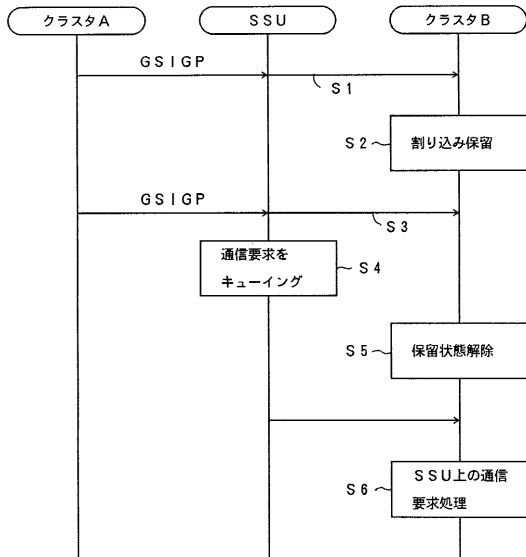 クラスタA
SSU
クラスタB
GSIGP
S1
S2
割り込み保留
GSIGP
S3
通信要求を
キューイング
S4
S5
保留状態解除
S6
SSU上の通信
要求処理